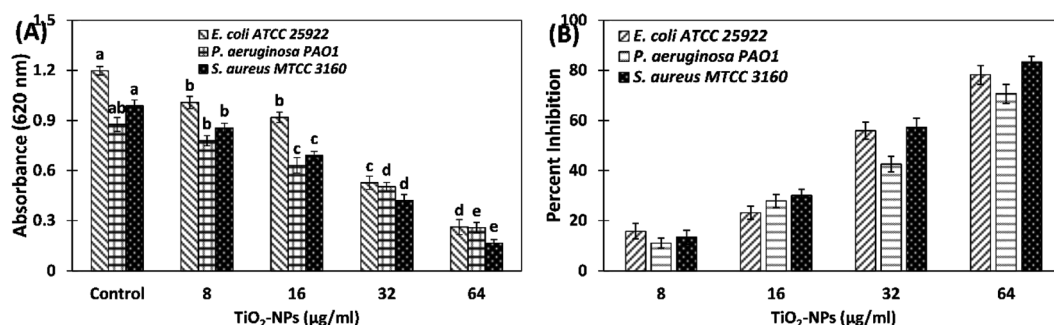 (A)
Absorbance (620 nm)
1.5
1.2
0.9
0.6
0.3
0
E. coli ATCC 25922
P. aeruginosa PAO1
S. aureus MTCC 3160
a
ab
a
b
b
b
b
c
c
c
d
d
d
e
e
Control 8 16 32 64
TiO₂-NPs (µg/ml)
(B)
Percent Inhibition
100
80
60
40
20
0
E. coli ATCC 25922
P. aeruginosa PAO1
S. aureus MTCC 3160
8 16 32 64
TiO₂-NPs (µg/ml)